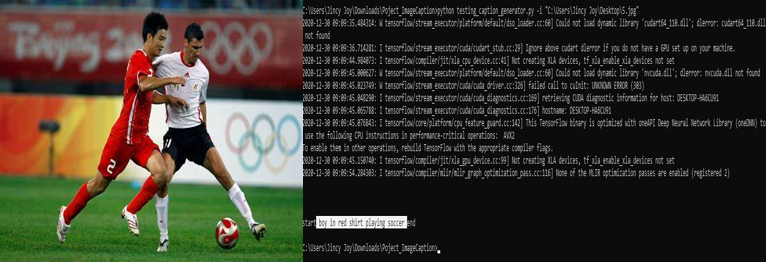 Beijing 2008
2
C:\Users\Jincy Joy\Downloads\Poject_ImageCaption>python testing_caption_generator.py -i "C:\Users\Jincy Joy\Desktop\5.jpg"
2020-12-30 09:09:35.484314: W tensorflow/stream_executor/platform/default/dso_loader.cc:60] Could not load dynamic library 'cudart64_110.dll'; dlerror: cudart64_110.dll
not found
2020-12-30 09:09:36.714281: I tensorflow/stream_executor/cuda/cudart_stub.cc:29] Ignore above cudart dlerror if you do not have a GPU set up on your machine.
2020-12-30 09:09:44.984073: I tensorflow/compiler/jit/xla_cpu_device.cc:41] Not creating XLA devices, tf_xla_enable_xla_devices not set
2020-12-30 09:09:45.000627: W tensorflow/stream_executor/platform/default/dso_loader.cc:60] Could not load dynamic library 'nvcuda.dll'; dlerror: nvcuda.dll not found
2020-12-30 09:09:45.023749: W tensorflow/stream_executor/cuda/cuda_driver.cc:326] failed call to cuInit: UNKNOWN ERROR (303)
2020-12-30 09:09:45.048290: I tensorflow/stream_executor/cuda/cuda_diagnostics.cc:169] retrieving CUDA diagnostic information for host: DESKTOP-HA6CU91
2020-12-30 09:09:45.065788: I tensorflow/stream_executor/cuda/cuda_diagnostics.cc:176] hostname: DESKTOP-HA6CU91
2020-12-30 09:09:45.076843: I tensorflow/core/platform/cpu_feature_guard.cc:142] This TensorFlow binary is optimized with oneAPI Deep Neural Network Library (oneDNN) to
use the following CPU instructions in performance-critical operations: AVX2
To enable them in other operations, rebuild TensorFlow with the appropriate compiler flags.
2020-12-30 09:09:45.150740: I tensorflow/compiler/jit/xla_gpu_device.cc:99] Not creating XLA devices, tf_xla_enable_xla_devices not set
2020-12-30 09:09:54.284303: I tensorflow/compiler/mlir/mlir_graph_optimization_pass.cc:116] None of the MLIR optimization passes are enabled (registered 2)
start boy in red shirt playing soccer end
C:\Users\Jincy Joy\Downloads\Poject_ImageCaption>